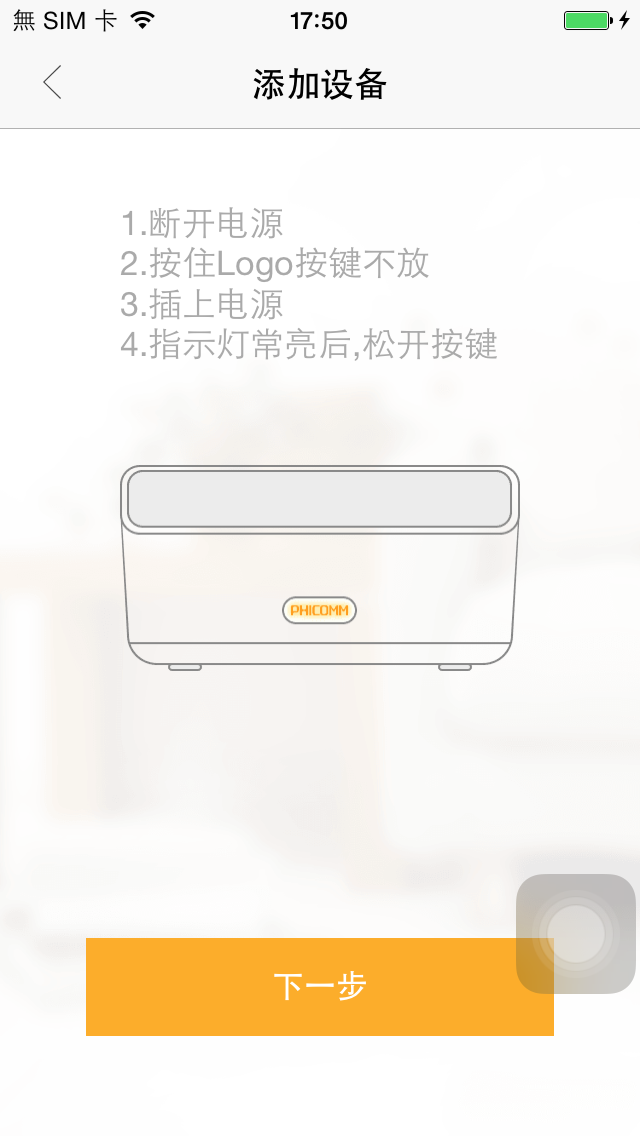 無 SIM 卡
17:50
添加设备
1.断开电源
2.按住Logo按键不放
3.插上电源
4.指示灯常亮后,松开按键
PHICOMM
下一步